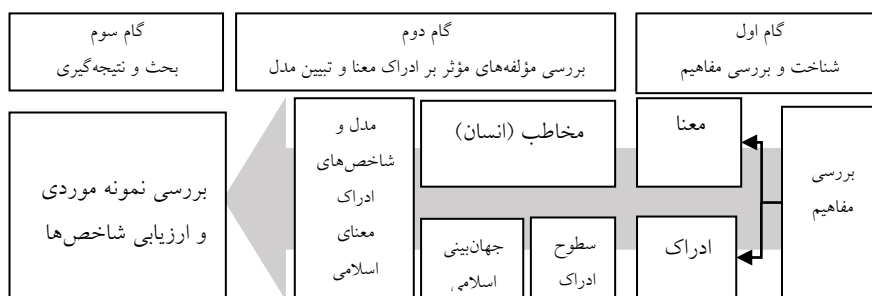 گام اول
شناخت و بررسی مفاهیم
گام دوم
بررسی مؤلفه‌های مؤثر بر ادراک معنا و تبیین مدل
گام سوم
بحث و نتیجه‌گیری
بررسی
مفاهیم
معنا
ادراک
مخاطب (انسان)
سطوح
ادراک
جهان‌بینی
اسلامی
مدل و
شاخص‌های
ادراک
معنای
اسلامی
بررسی نمونه موردی
و ارزیابی شاخص‌ها